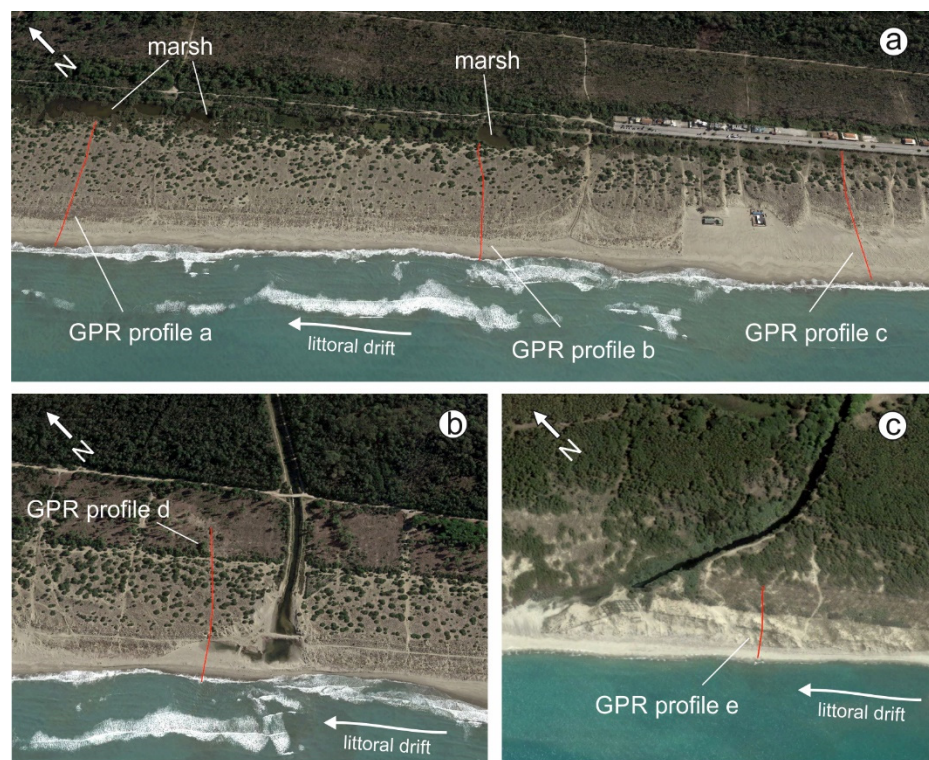 a
N
marsh
marsh
GPR profile a
GPR profile b
GPR profile c
littoral drift
b
N
GPR profile d
littoral drift
c
N
GPR profile e
littoral drift